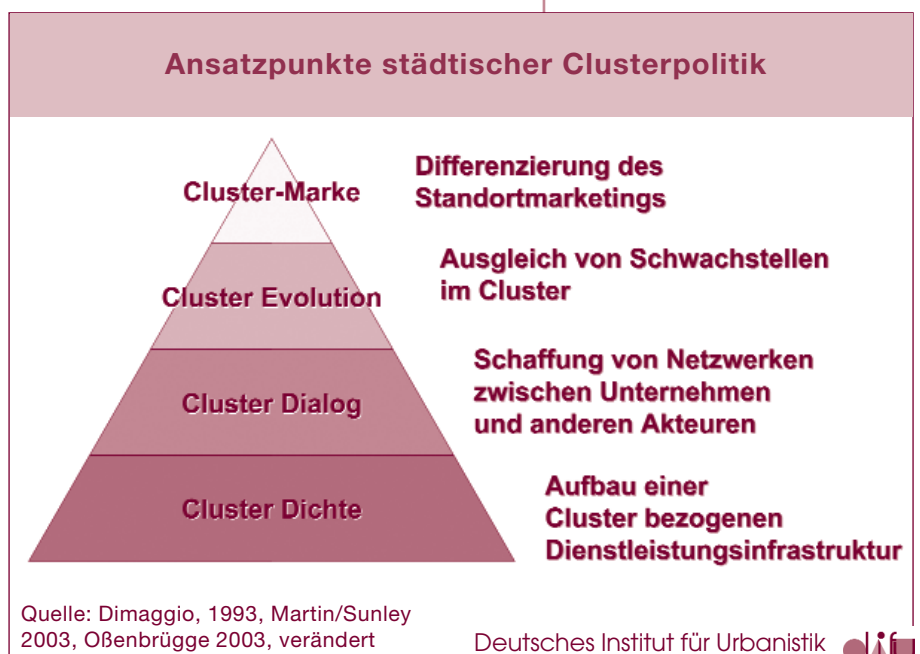 Ansatzpunkte städtischer Clusterpolitik
Cluster-Marke
Differenzierung des
Standortmarketings
Cluster Evolution
Ausgleich von Schwachstellen
im Cluster
Cluster Dialog
Schaffung von Netzwerken
zwischen Unternehmen
und anderen Akteuren
Cluster Dichte
Aufbau einer
Cluster bezogenen
Dienstleistungsinfrastruktur
Quelle: Dimaggio, 1993, Martin/Sunley
2003, Oßenbrügge 2003, verändert
Deutsches Institut für Urbanistik
difu